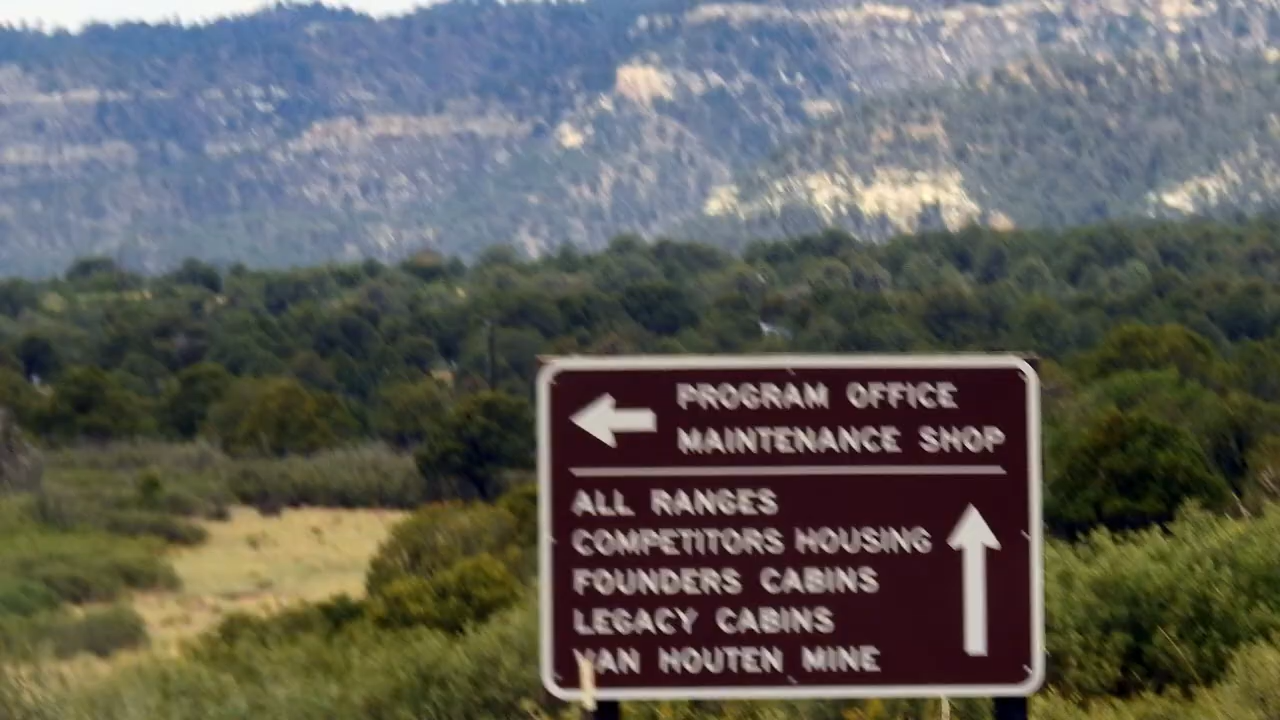 PROGRAM OFFICE
MAINTENANCE SHOP
ALL RANGES
COMPETITORS HOUSING
FOUNDERS CABINS
LEGACY CABINS
VAN HOUTEN MINE